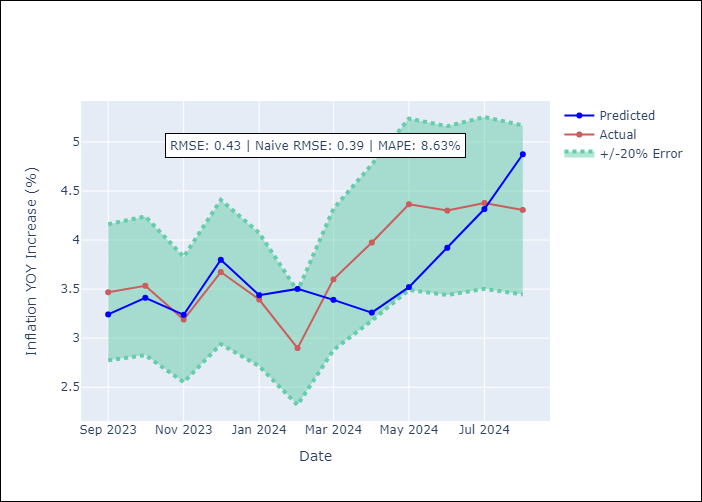 RMSE: 0.43 | Naive RMSE: 0.39 | MAPE: 8.63%
Predicted
Actual
+/-20% Error
Inflation YOY Increase (%)
5
4.5
4
3.5
3
2.5
Sep 2023 Nov 2023 Jan 2024 Mar 2024 May 2024 Jul 2024
Date